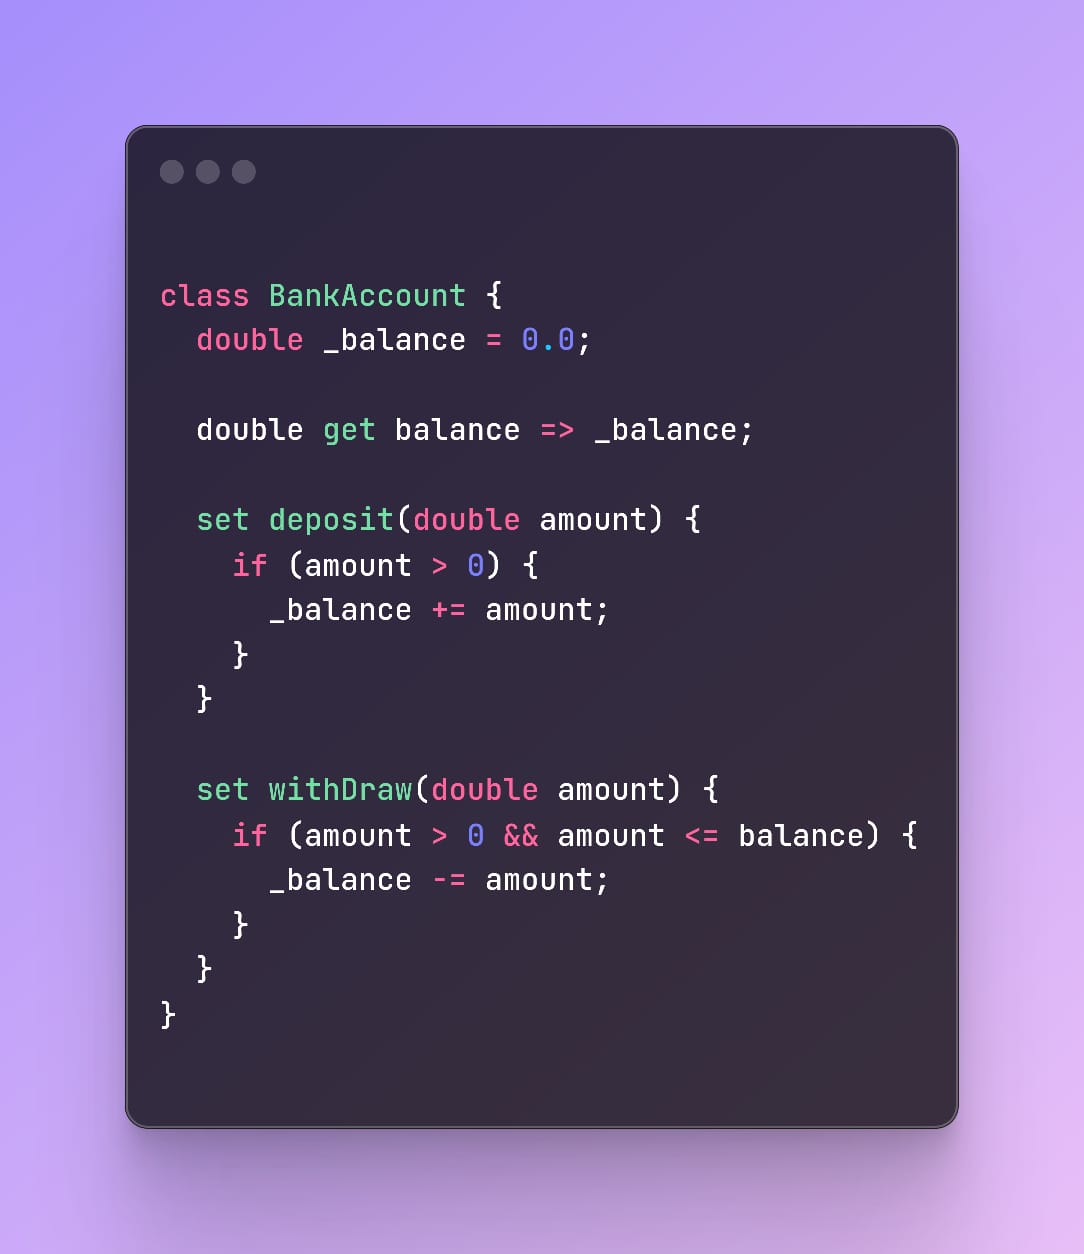 class BankAccount {
  double _balance = 0.0;

  double get balance => _balance;

  set deposit(double amount) {
    if (amount > 0) {
      _balance += amount;
    }
  }

  set withDraw(double amount) {
    if (amount > 0 && amount <= balance) {
      _balance -= amount;
    }
  }
}